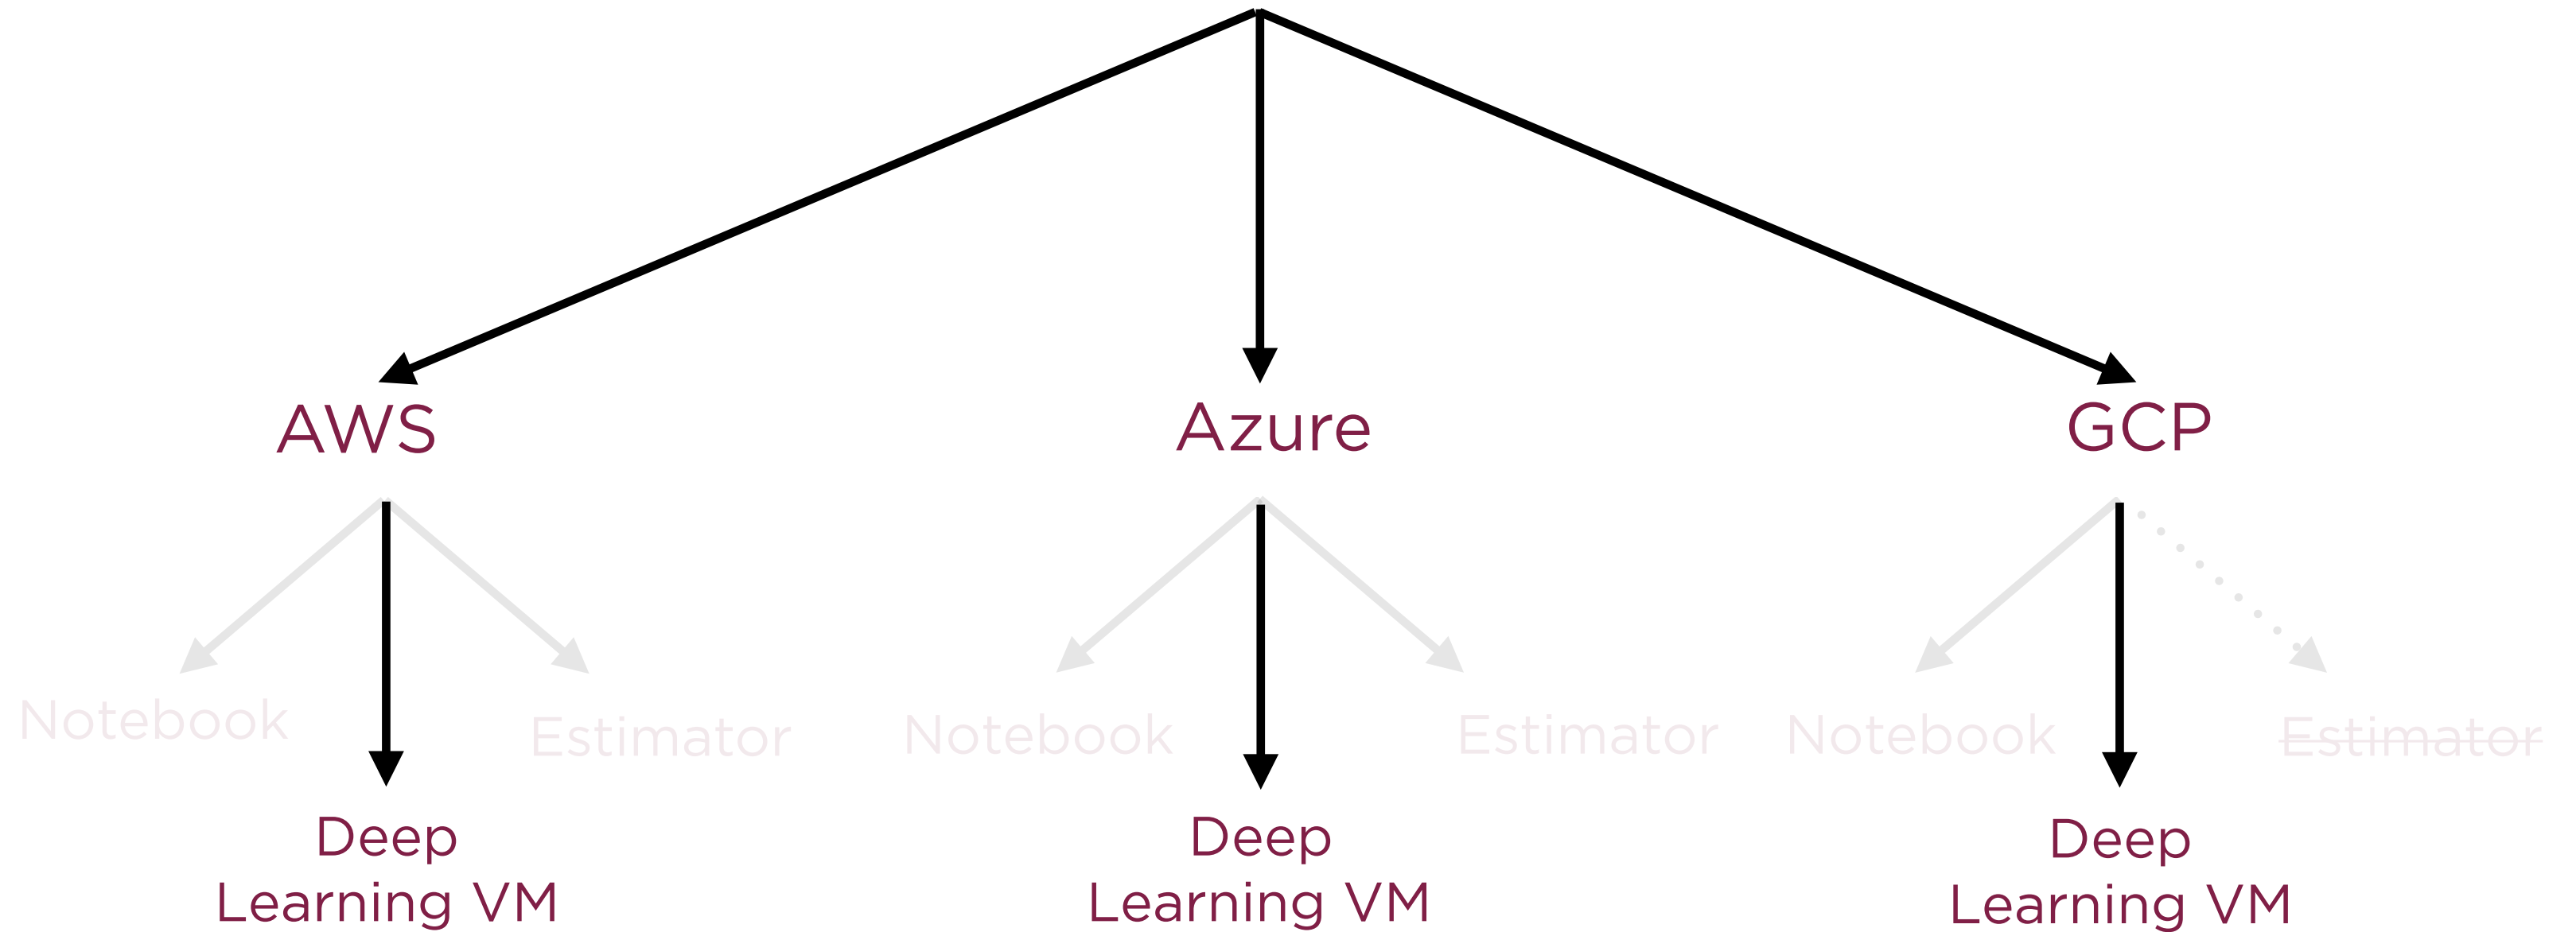 AWS
Azure
GCP
Notebook
Estimator
Notebook
Estimator
Notebook
Estimator
Deep
Learning VM
Deep
Learning VM
Deep
Learning VM